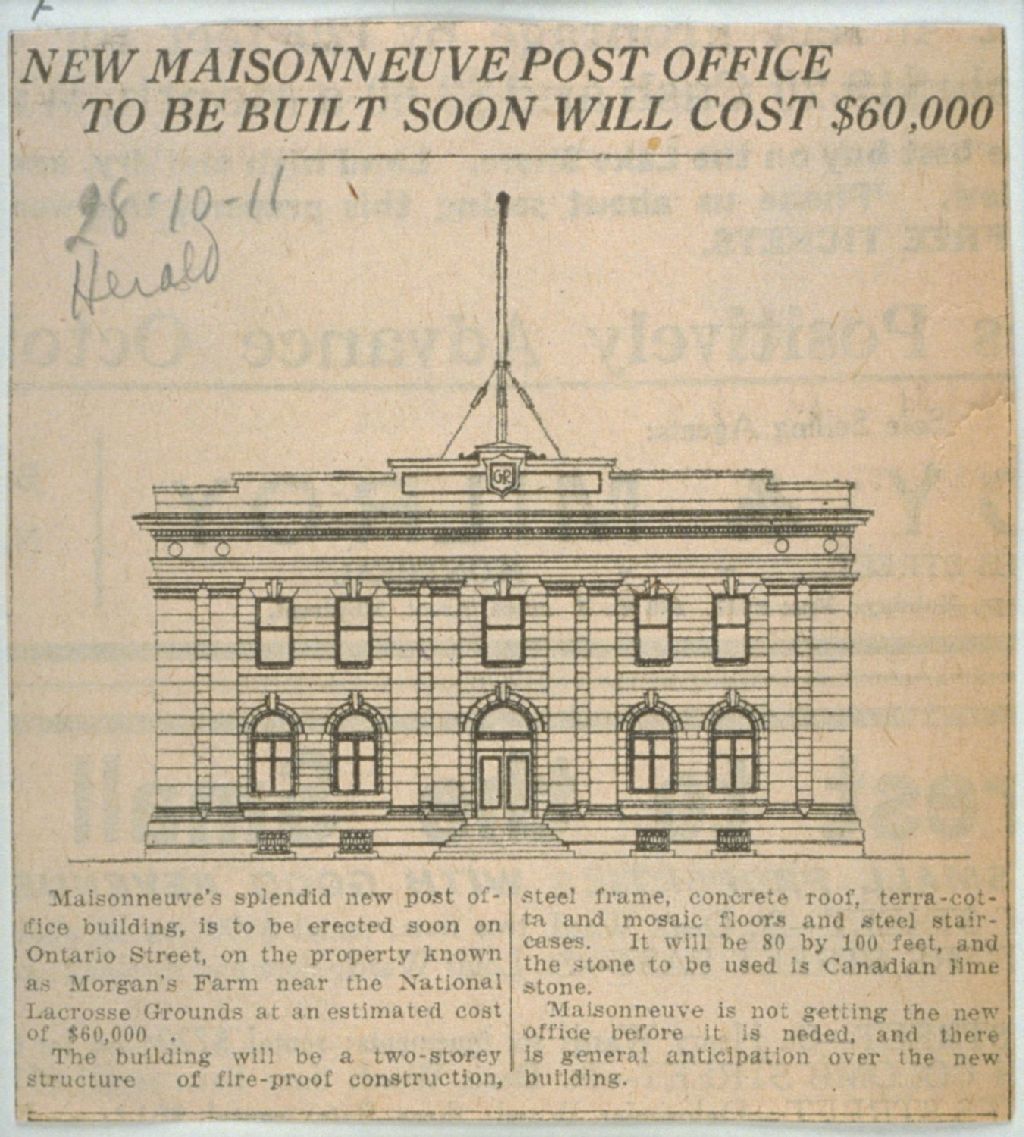 NEW MAISONNEUVE POST OFFICE
TO BE BUILT SOON WILL COST $60,000
28-10-11
Herald
GR
Maisonneuve's splendid new post of-
fice building, is to be erected soon on
Ontario Street, on the property known
as Morgan's Farm near the National
Lacrosse Grounds at an estimated cost
of $60,000 .
The building will be a two-storey
structure of fire-proof construction,
steel frame, concrete roof, terra-cot-
ta and mosaic floors and steel stair-
cases. It will be 80 by 100 feet, and
the stone to be used is Canadian lime
stone.
Maisonneuve is not getting the new
office before it is neded, and there
is general anticipation over the new
building.